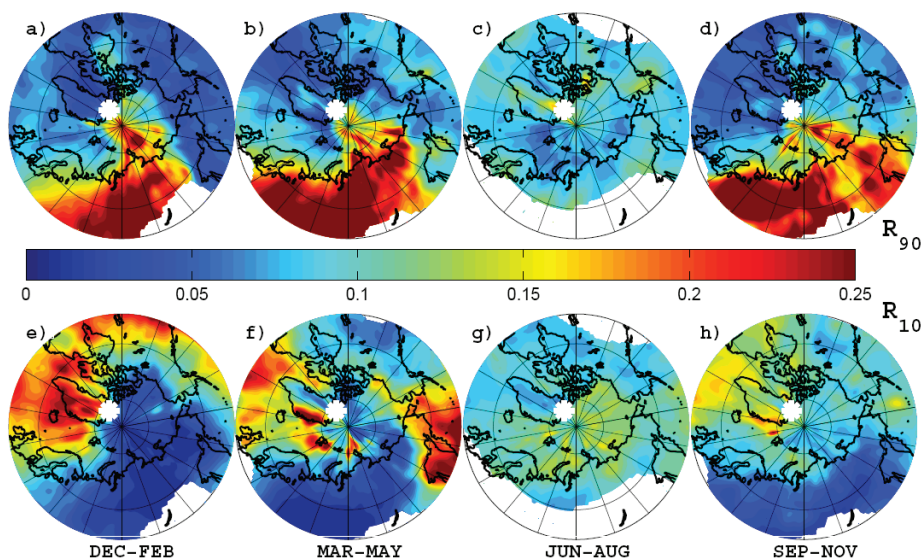 a) b) c) d)
R90
0 0.05 0.1 0.15 0.2 0.25
R10
e) f) g) h)
DEC-FEB MAR-MAY JUN-AUG SEP-NOV